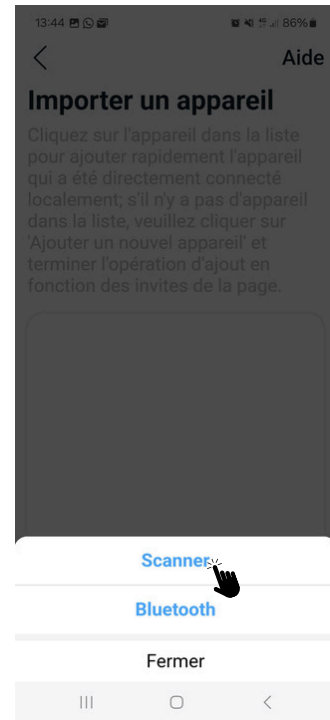 13:44 86%
Aide
Importer un appareil
Cliquez sur l'appareil dans la liste
pour ajouter rapidement l'appareil
qui a été directement connecté
localement; s'il n'y a pas d'appareil
dans la liste, veuillez cliquer sur
'Ajouter un nouvel appareil' et
terminer l'opération d'ajout en
fonction des invites de la page.
Scanner
Bluetooth
Fermer